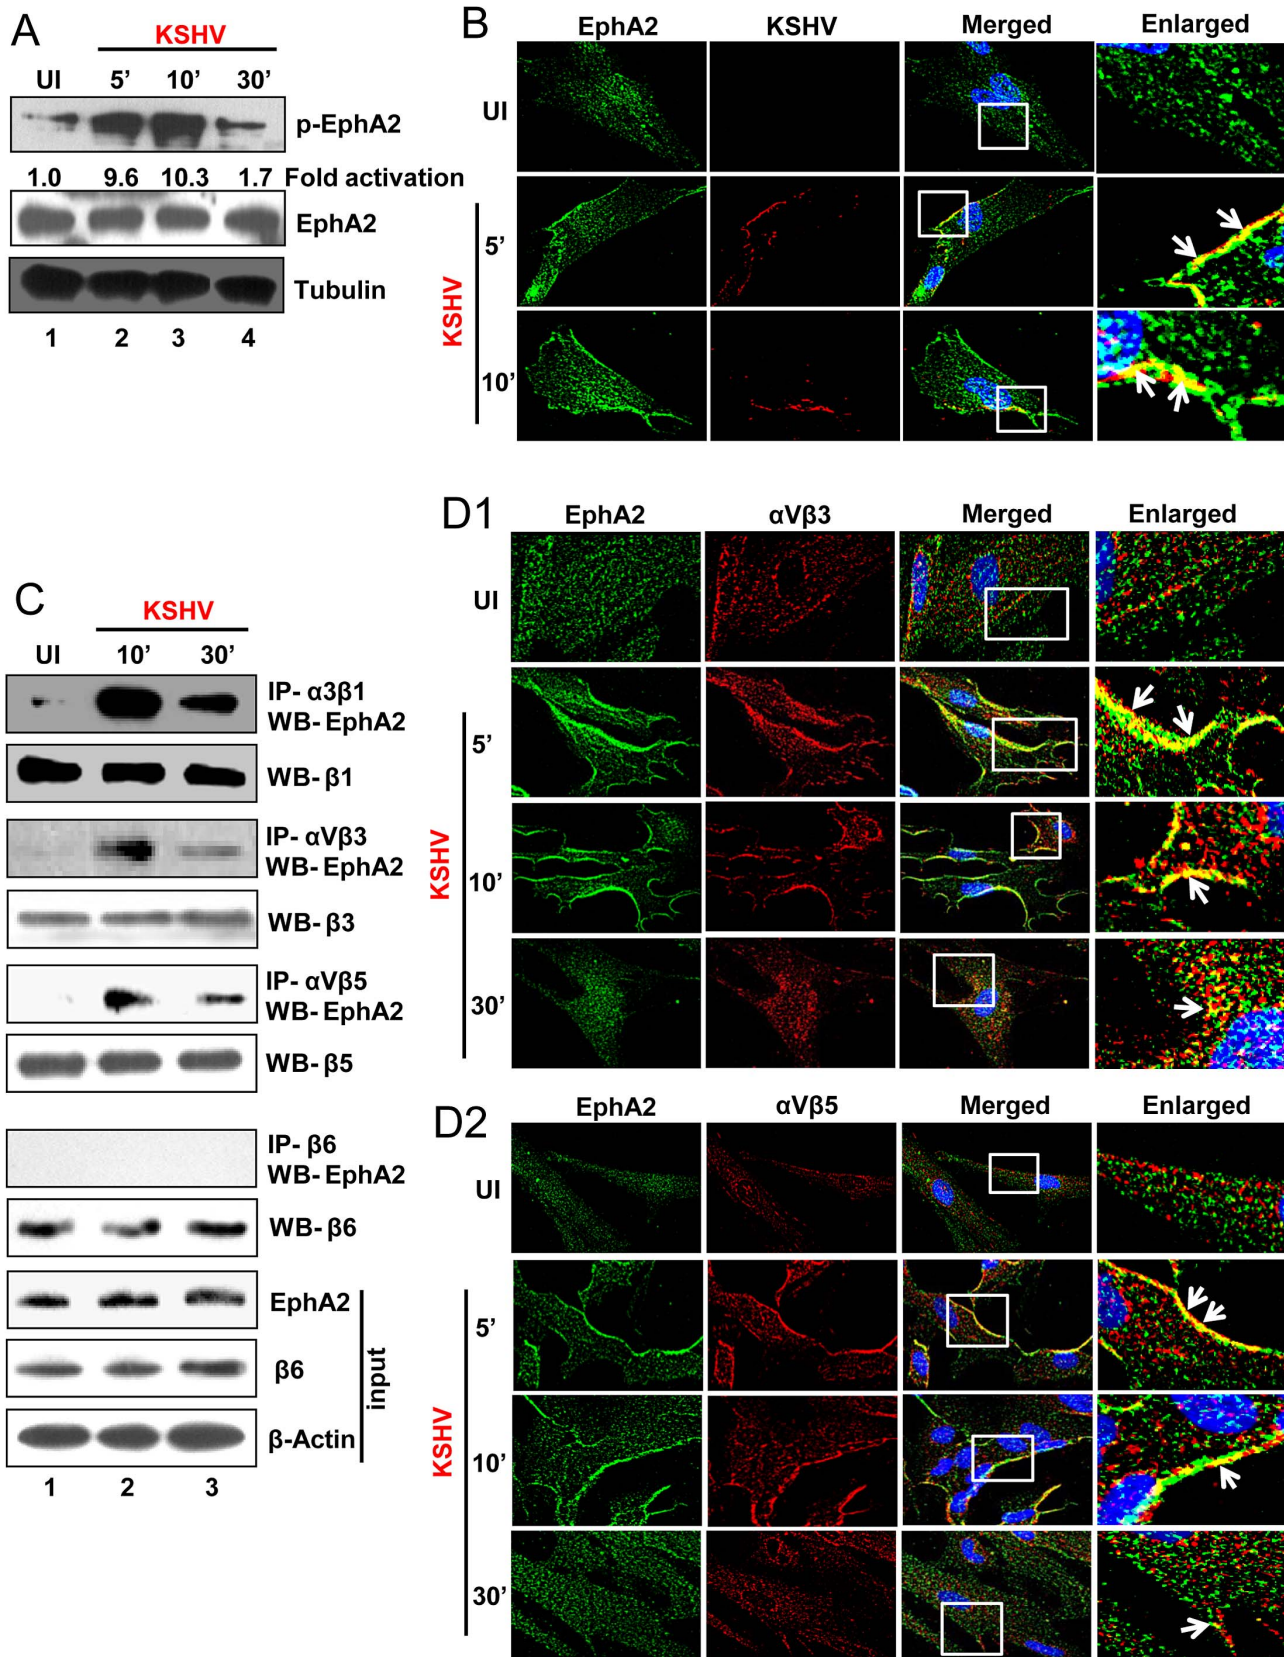 A
KSHV
UI 5’ 10’ 30’
p-EphA2
1.0 9.6 10.3 1.7 Fold activation
EphA2
Tubulin
1 2 3 4
B
EphA2 KSHV Merged Enlarged
UI
KSHV
5’
10’
C
KSHV
UI 10’ 30’
IP- α3β1
WB- EphA2
WB- β1
IP- αVβ3
WB- EphA2
WB- β3
IP- αVβ5
WB- EphA2
WB- β5
IP- β6
WB- EphA2
WB- β6
EphA2
β6
β-Actin
input
1 2 3
D1
EphA2 αVβ3 Merged Enlarged
UI
KSHV
5’
10’
30’
D2
EphA2 αVβ5 Merged Enlarged
UI
KSHV
5’
10’
30’